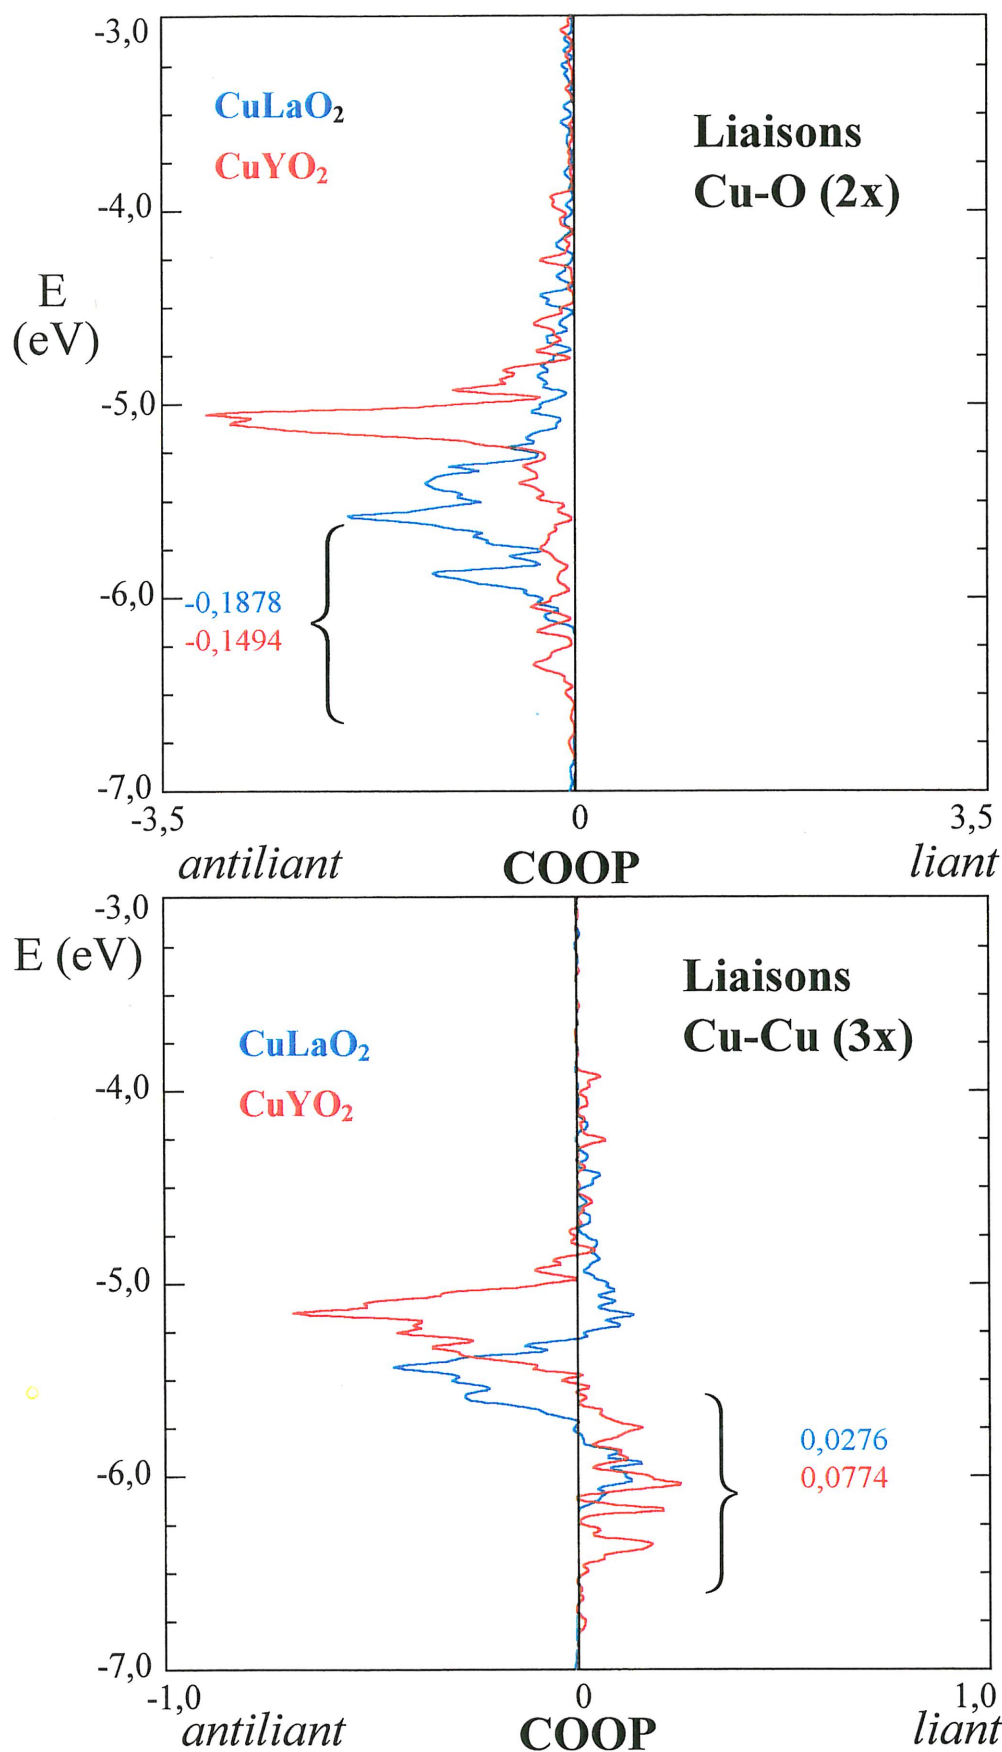 -3,0
CuLaO₂
CuYO₂
Liaisons
Cu-O (2x)
-4,0
E
(eV)
-5,0
-6,0
-0,1878
-0,1494
-7,0
-3,5
0
3,5
antiliant
COOP
liant
-3,0
E (eV)
Liaisons
Cu-Cu (3x)
CuLaO₂
CuYO₂
-4,0
-5,0
0,0276
0,0774
-6,0
-7,0
-1,0
0
1,0
antiliant
COOP
liant